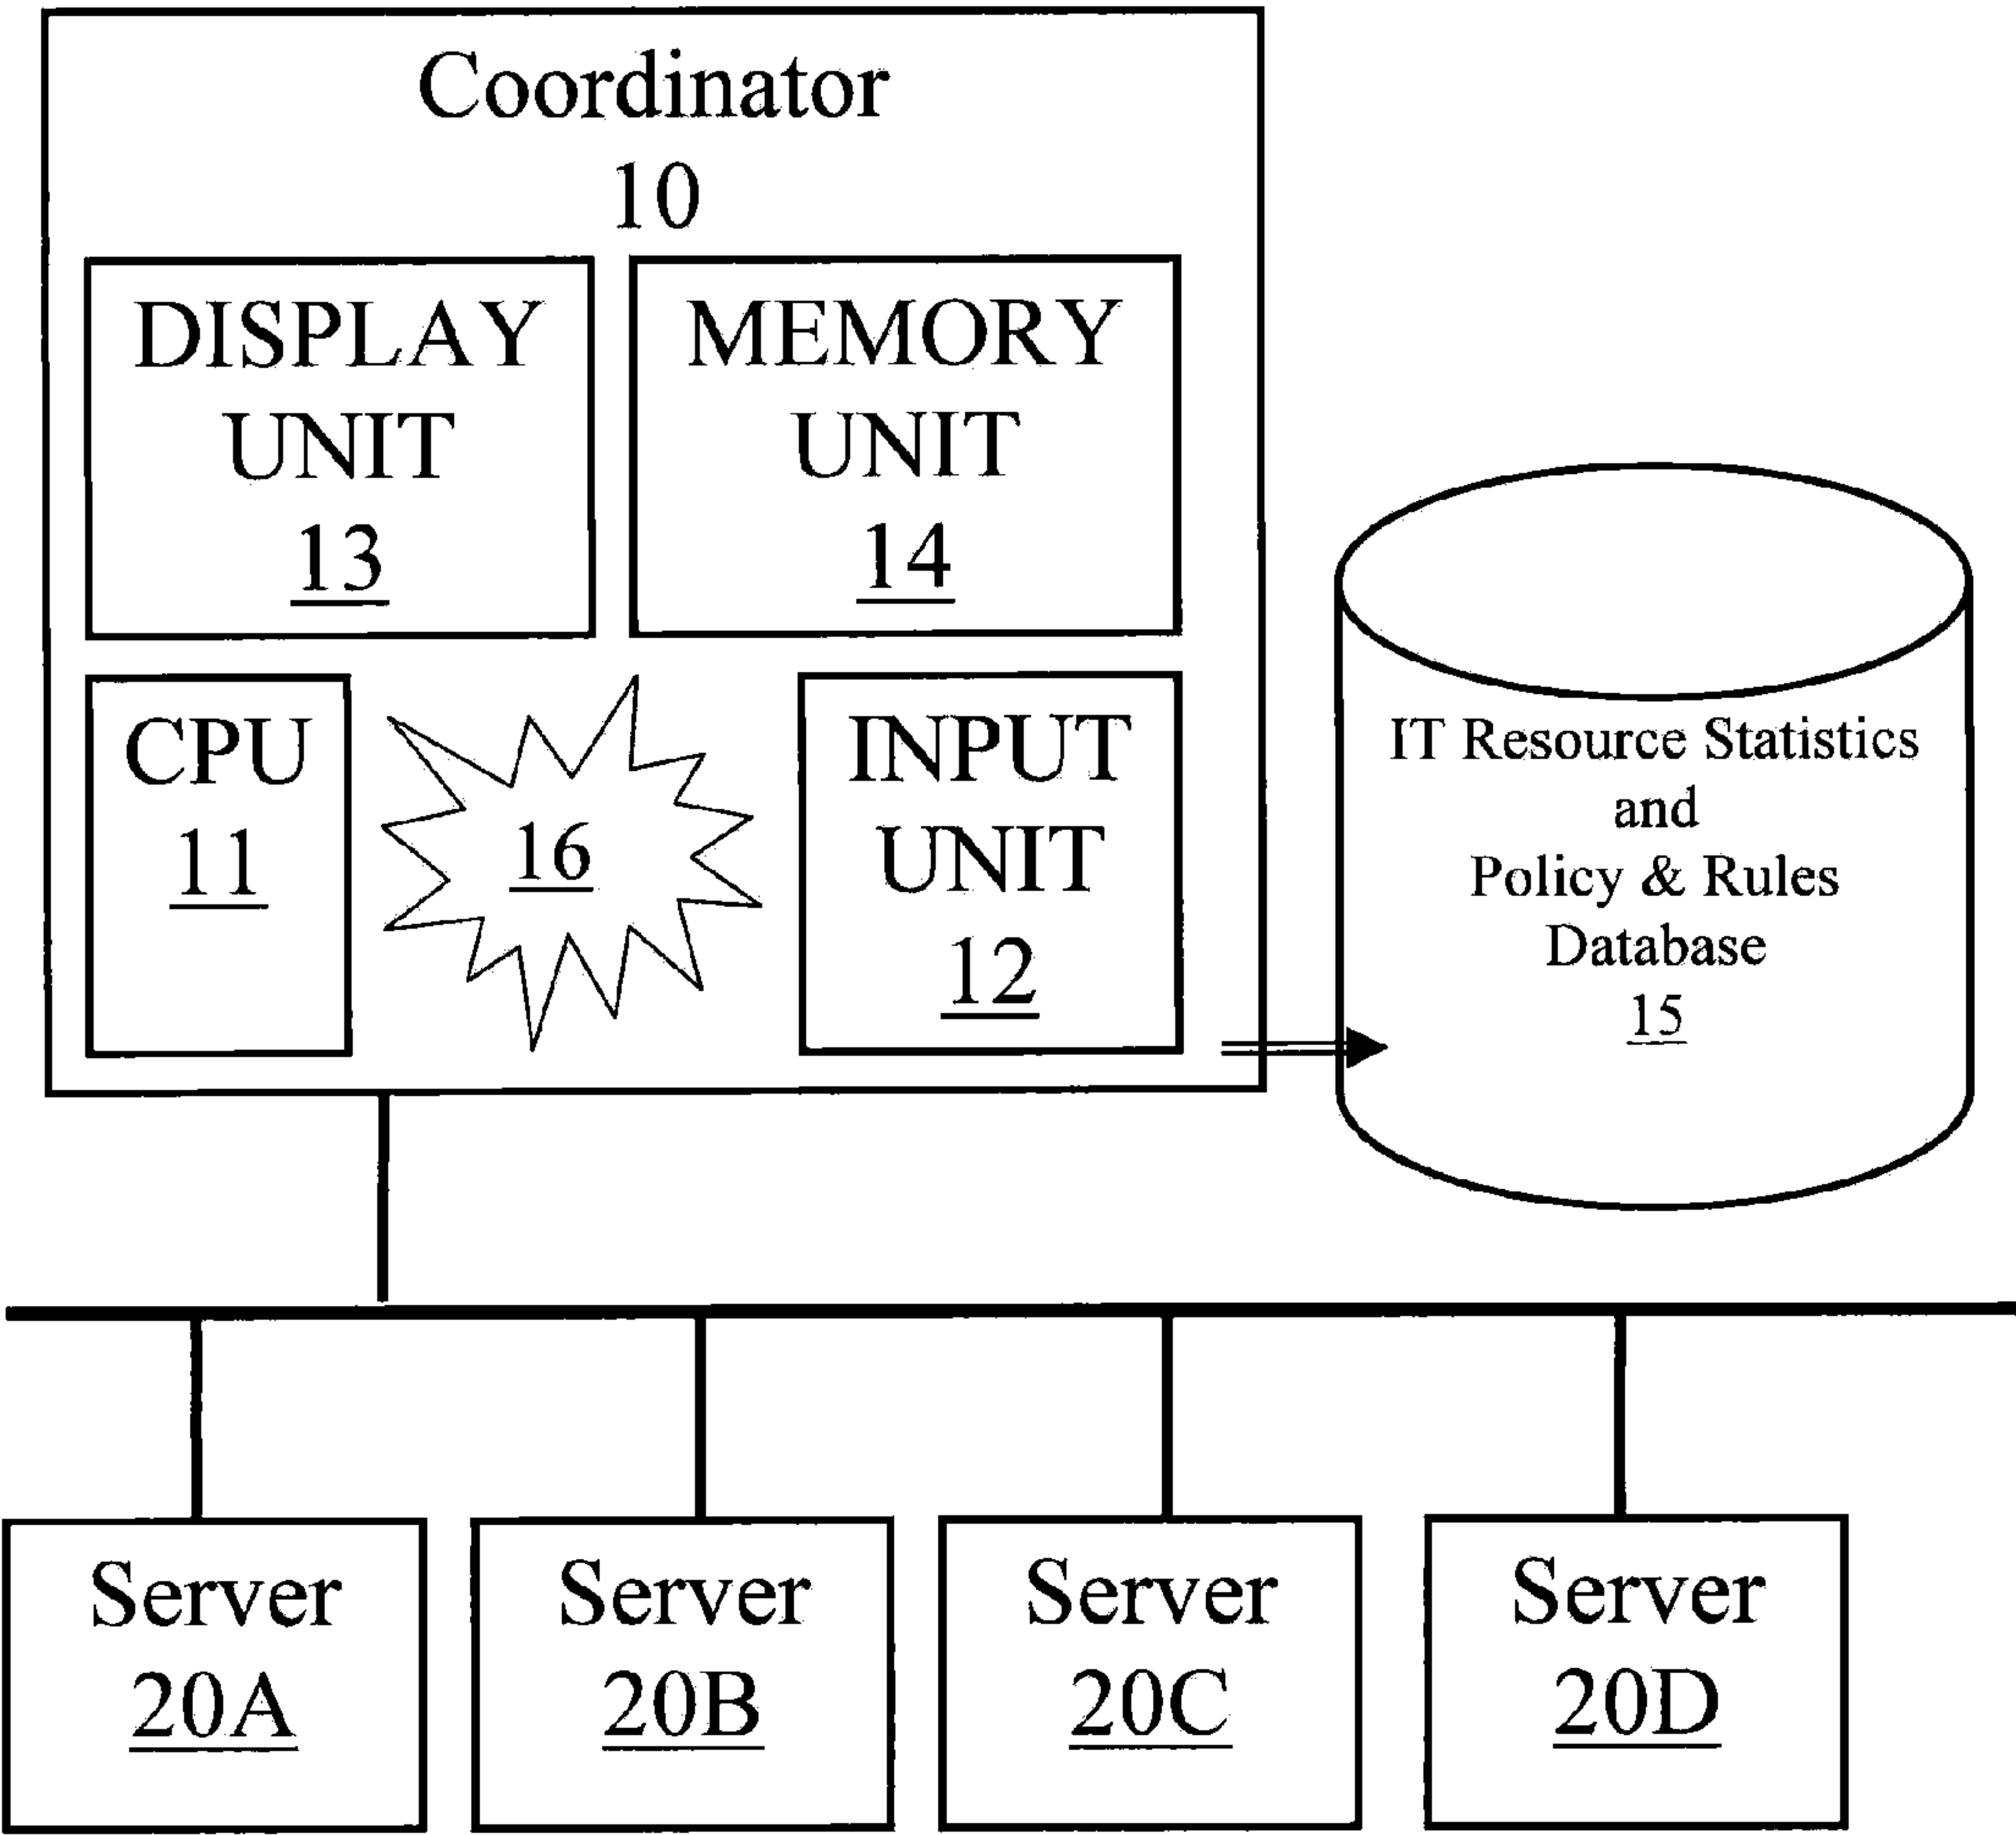 Coordinator
10
DISPLAY
UNIT
13
MEMORY
UNIT
14
CPU
11
16
INPUT
UNIT
12
IT Resource Statistics
and
Policy & Rules
Database
15
Server
20A
Server
20B
Server
20C
Server
20D